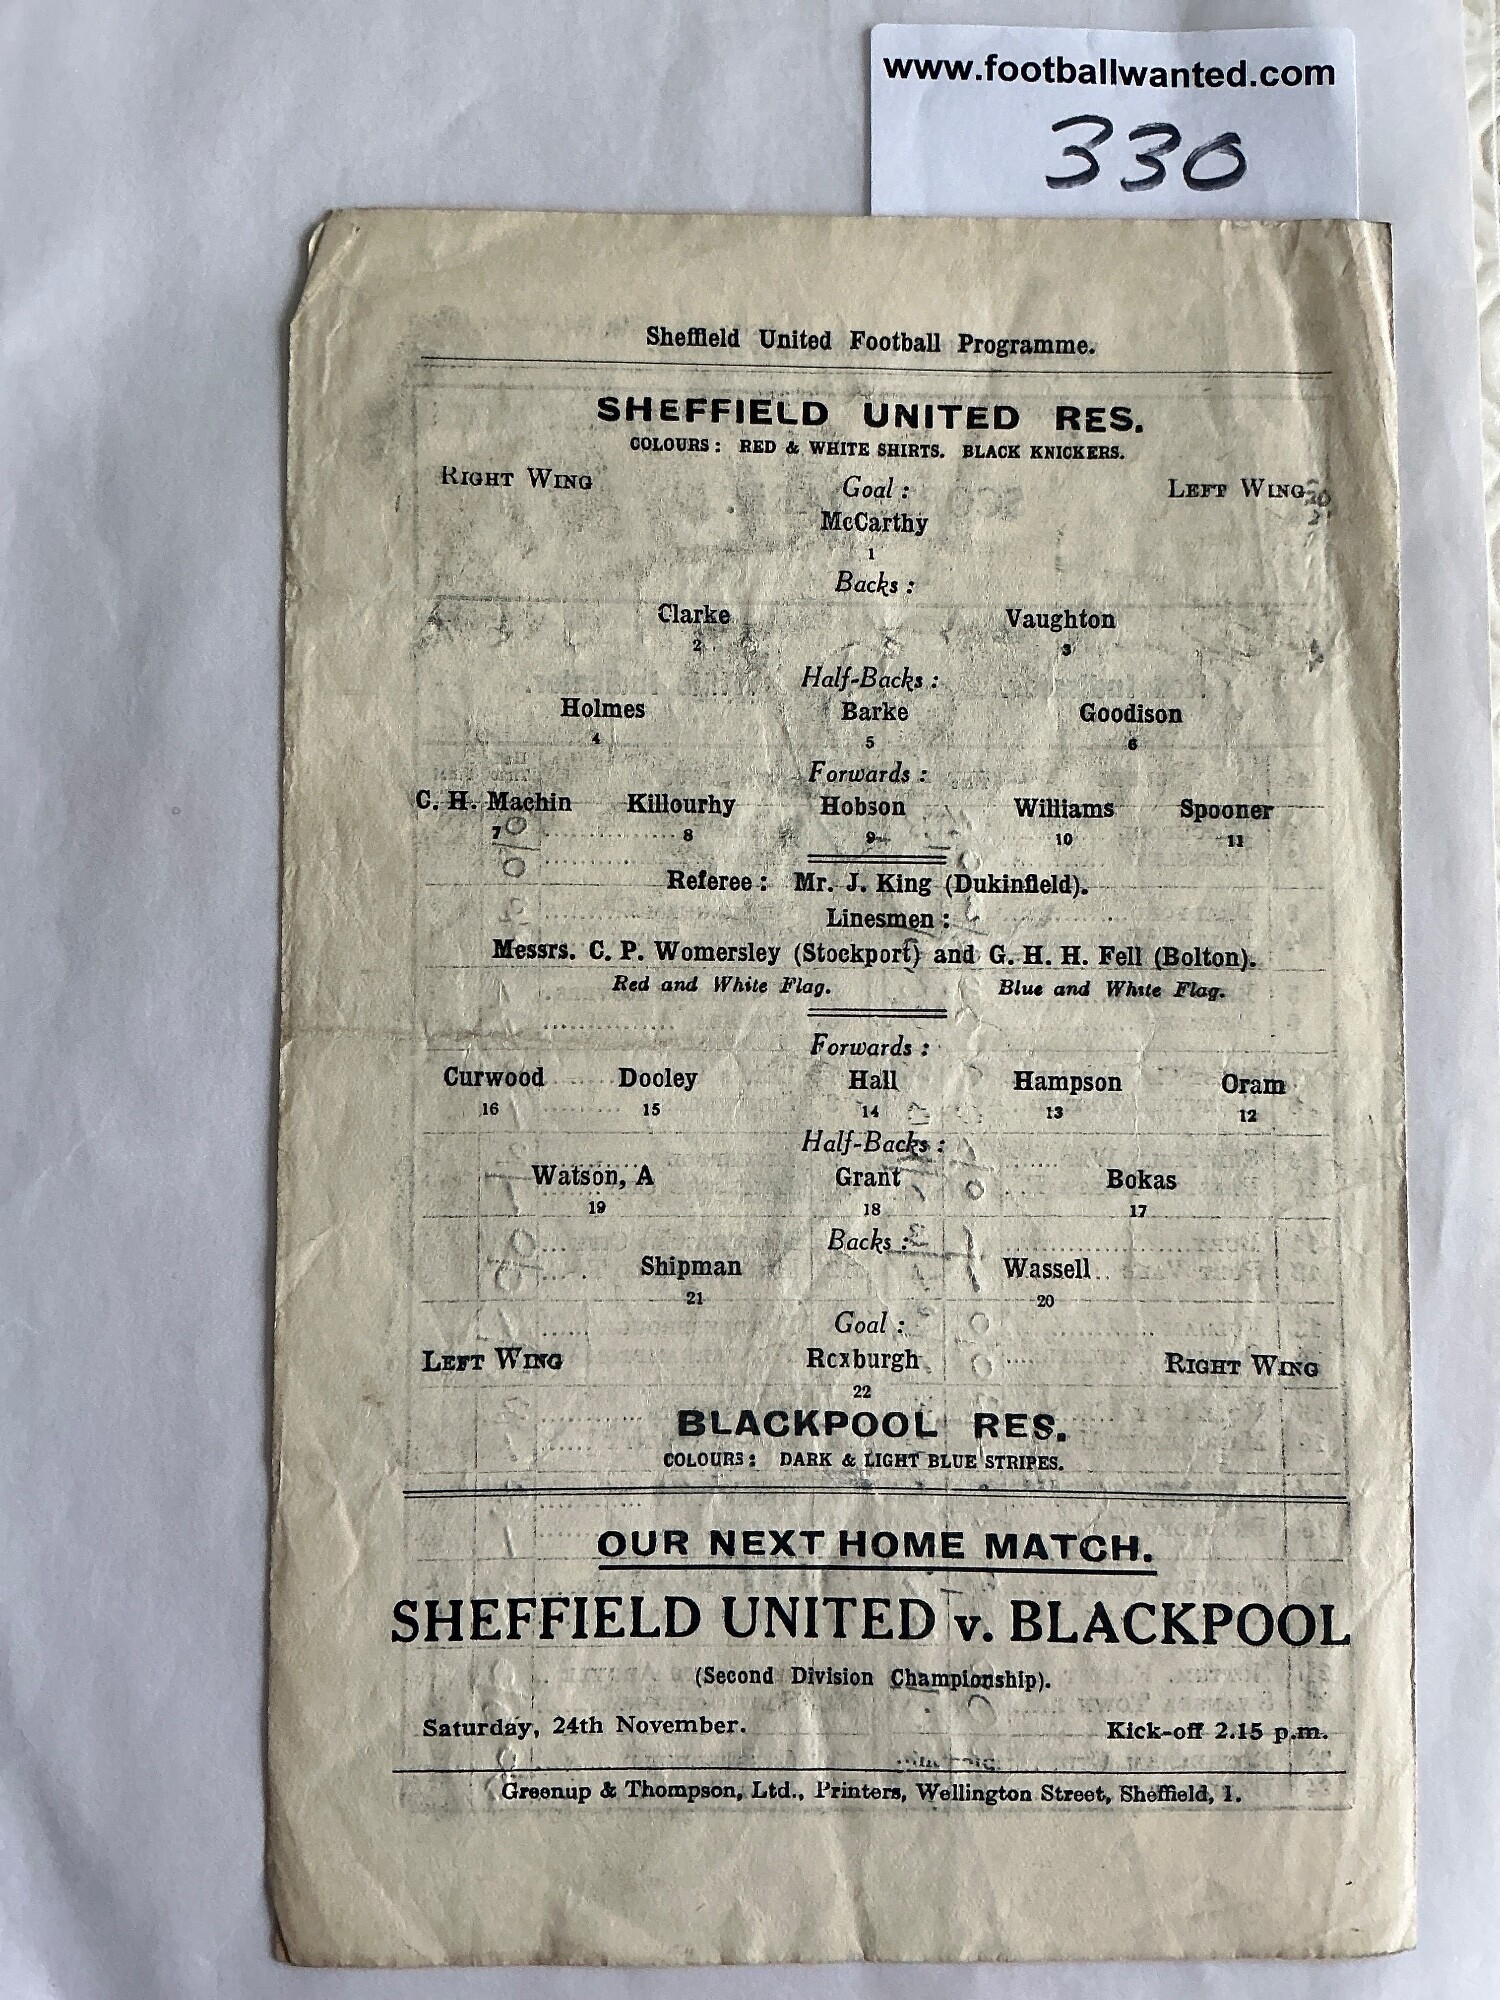 www.footballwanted.com
330
Sheffield United Football Programme.
SHEFFIELD UNITED RES.
COLOURS: RED & WHITE SHIRTS. BLACK KNICKERS.
RIGHT WING Goal: LEFT WING
McCarthy
1
Backs:
Clarke Vaughton
2 3
Half-Backs:
Holmes Barke Goodison
4 5 6
Forwards:
C. H. Machin Killourhy Hobson Williams Spooner
7 8 9 10 11
Referee: Mr. J. King (Dukinfield).
Linesmen:
Messrs. C. P. Womersley (Stockport) and G. H. H. Fell (Bolton).
Red and White Flag. Blue and White Flag.
Forwards:
Curwood Dooley Hall Hampson Oram
16 15 14 13 12
Half-Backs:
Watson, A Grant Bokas
19 18 17
Backs:
Shipman Wassell
21 20
Goal:
LEFT WING Roxburgh RIGHT WING
22
BLACKPOOL RES.
COLOURS: DARK & LIGHT BLUE STRIPES.
OUR NEXT HOME MATCH.
SHEFFIELD UNITED v. BLACKPOOL
(Second Division Championship).
Saturday, 24th November. Kick-off 2.15 p.m.
Greenup & Thompson, Ltd., Printers, Wellington Street, Sheffield, 1.